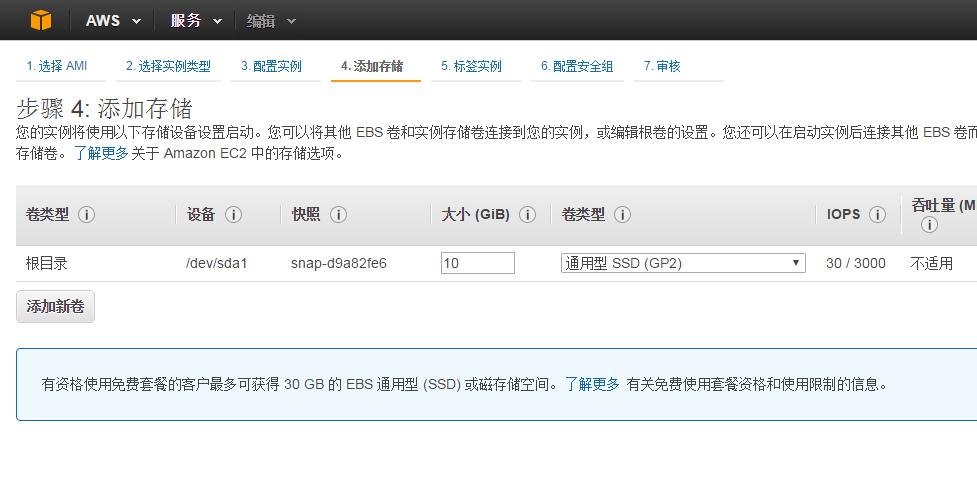 AWS 服务 编辑
1. 选择 AMI 2. 选择实例类型 3. 配置实例 4. 添加存储 5. 标签实例 6. 配置安全组 7. 审核
步骤 4: 添加存储
您的实例将使用以下存储设备设置启动。您可以将其他 EBS 卷和实例存储卷连接到您的实例，或编辑根卷的设置。您还可以在启动实例后连接其他 EBS 卷而
存储卷。了解更多 关于 Amazon EC2 中的存储选项。
卷类型 设备 快照 大小 (GiB) 卷类型 IOPS 吞吐量 (M
根目录 /dev/sda1 snap-d9a82fe6 10 通用型 SSD (GP2) 30 / 3000 不适用
添加新卷
有资格使用免费套餐的客户最多可获得 30 GB 的 EBS 通用型 (SSD) 或磁存储空间。了解更多 有关免费使用套餐资格和使用限制的信息。